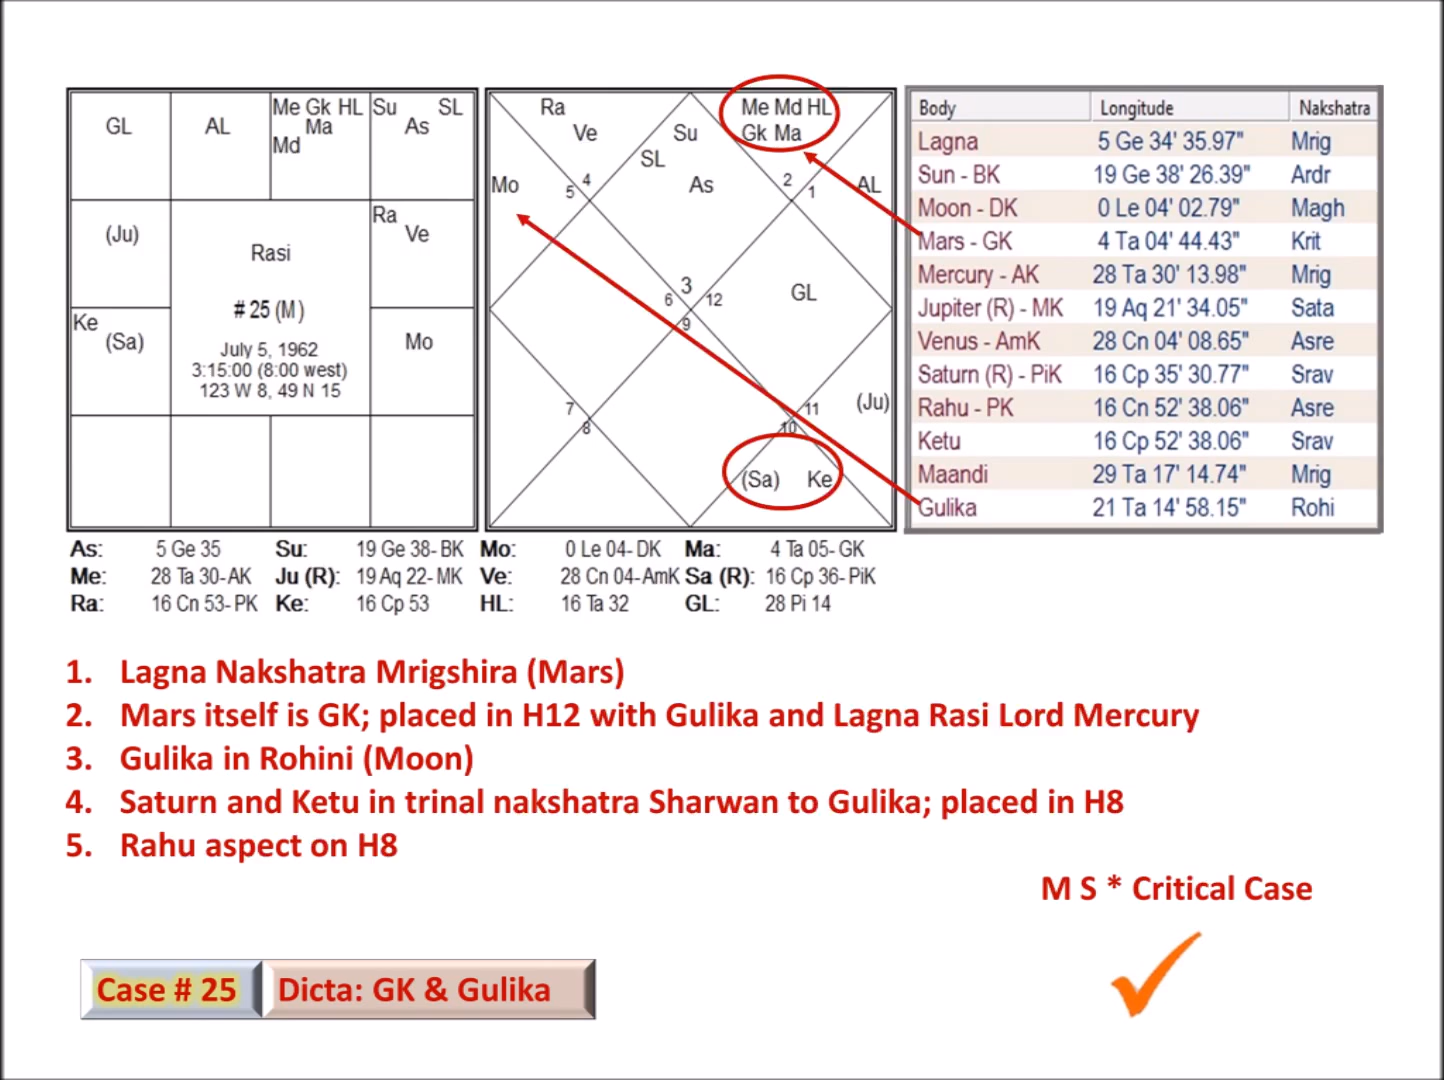 GL
AL
Me Gk HL
Ma
Md
Su SL
As
(Ju)
Ra
Ve
Ke
(Sa)
Mo
Rasi
# 25 (M)
July 5, 1962
3:15:00 (8:00 west)
123 W 8, 49 N 15
Ra
Ve
Su
SL
As
Me Md HL
Gk Ma
Mo
5
4
2
1
AL
3
6
12
9
GL
7
8
11
10
(Ju)
(Sa) Ke
Body Longitude Nakshatra
Lagna 5 Ge 34' 35.97" Mrig
Sun - BK 19 Ge 38' 26.39" Ardr
Moon - DK 0 Le 04' 02.79" Magh
Mars - GK 4 Ta 04' 44.43" Krit
Mercury - AK 28 Ta 30' 13.98" Mrig
Jupiter (R) - MK 19 Aq 21' 34.05" Sata
Venus - AmK 28 Cn 04' 08.65" Asre
Saturn (R) - PiK 16 Cp 35' 30.77" Srav
Rahu - PK 16 Cn 52' 38.06" Asre
Ketu 16 Cp 52' 38.06" Srav
Maandi 29 Ta 17' 14.74" Mrig
Gulika 21 Ta 14' 58.15" Rohi
As: 5 Ge 35 Su: 19 Ge 38- BK Mo: 0 Le 04- DK Ma: 4 Ta 05- GK
Me: 28 Ta 30-AK Ju (R): 19 Aq 22- MK Ve: 28 Cn 04-AmK Sa (R): 16 Cp 36- PiK
Ra: 16 Cn 53- PK Ke: 16 Cp 53 HL: 16 Ta 32 GL: 28 Pi 14
1. Lagna Nakshatra Mrigshira (Mars)
2. Mars itself is GK; placed in H12 with Gulika and Lagna Rasi Lord Mercury
3. Gulika in Rohini (Moon)
4. Saturn and Ketu in trinal nakshatra Sharwan to Gulika; placed in H8
5. Rahu aspect on H8
M S * Critical Case
Case # 25 Dicta: GK & Gulika